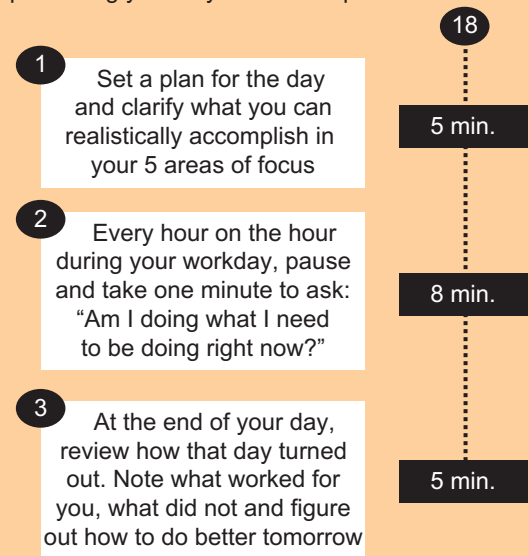 18
1
Set a plan for the day
and clarify what you can
realistically accomplish in
your 5 areas of focus
5 min.
2
Every hour on the hour
during your workday, pause
and take one minute to ask:
“Am I doing what I need
to be doing right now?”
8 min.
3
At the end of your day,
review how that day turned
out. Note what worked for
you, what did not and figure
out how to do better tomorrow
5 min.